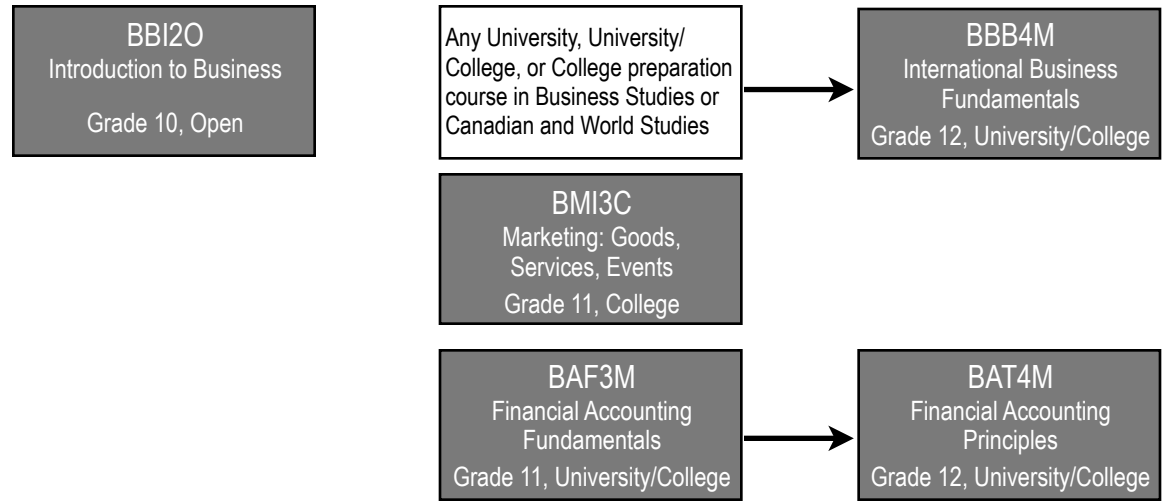 BBI2O
Introduction to Business
Grade 10, Open
Any University, University/
College, or College preparation
course in Business Studies or
Canadian and World Studies
BBB4M
International Business
Fundamentals
Grade 12, University/College
BMI3C
Marketing: Goods,
Services, Events
Grade 11, College
BAF3M
Financial Accounting
Fundamentals
Grade 11, University/College
BAT4M
Financial Accounting
Principles
Grade 12, University/College